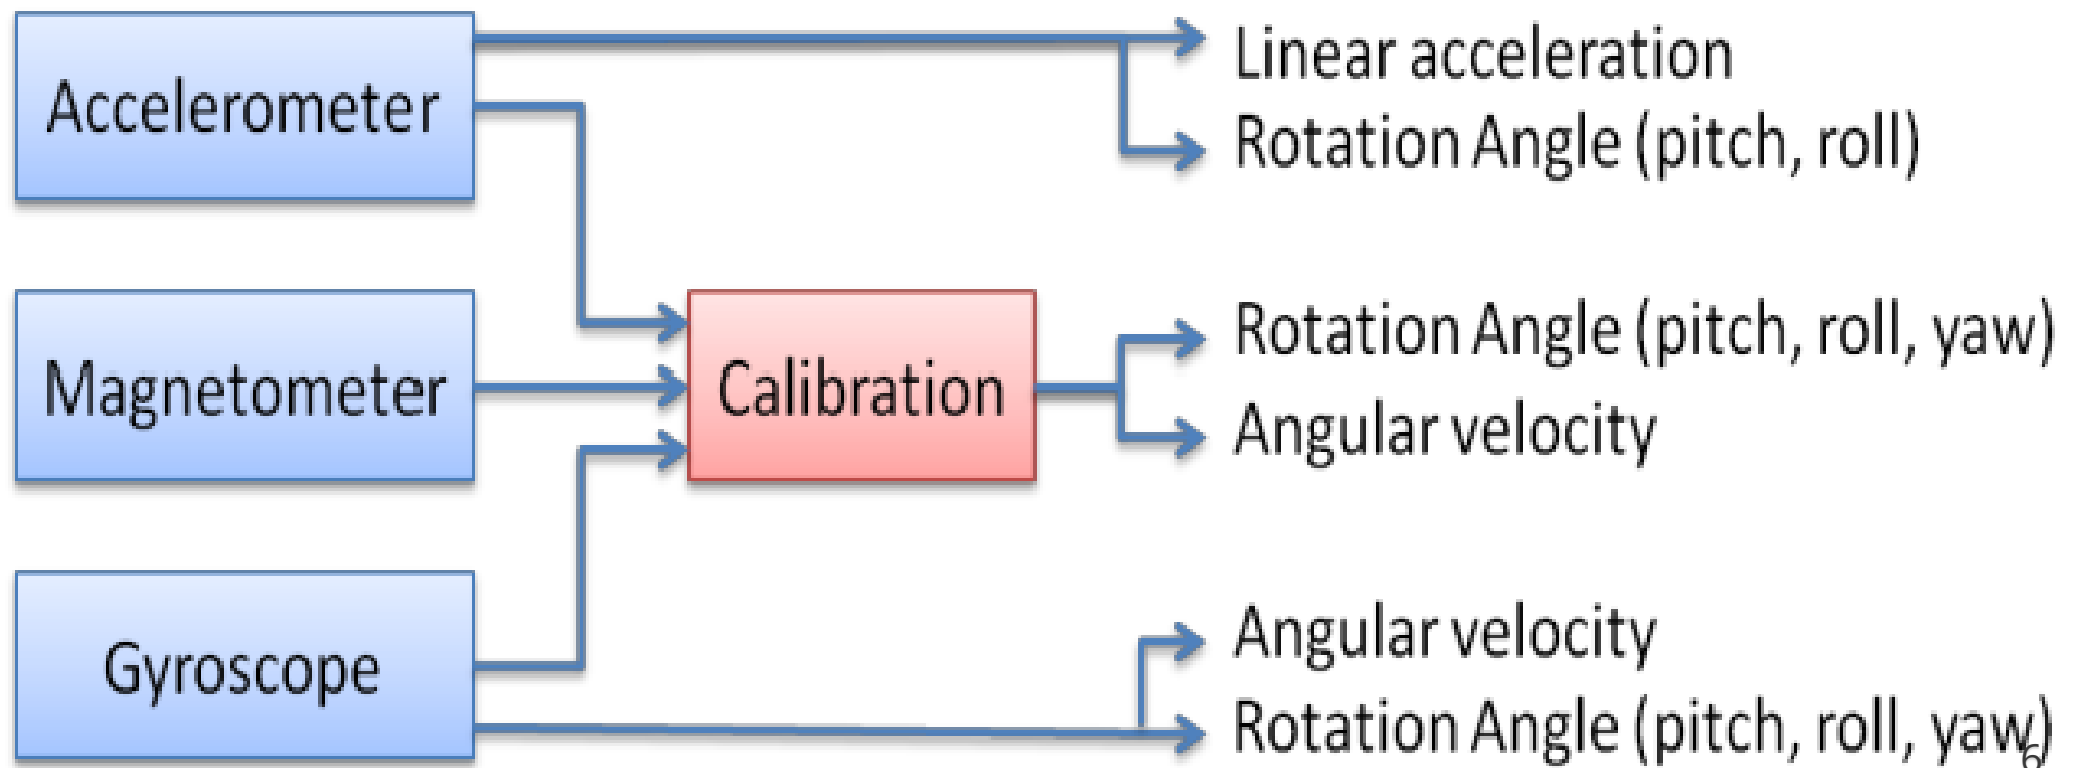 Accelerometer
Linear acceleration
Rotation Angle (pitch, roll)
Magnetometer
Calibration
Rotation Angle (pitch, roll, yaw)
Angular velocity
Gyroscope
Angular velocity
Rotation Angle (pitch, roll, yaw)
6